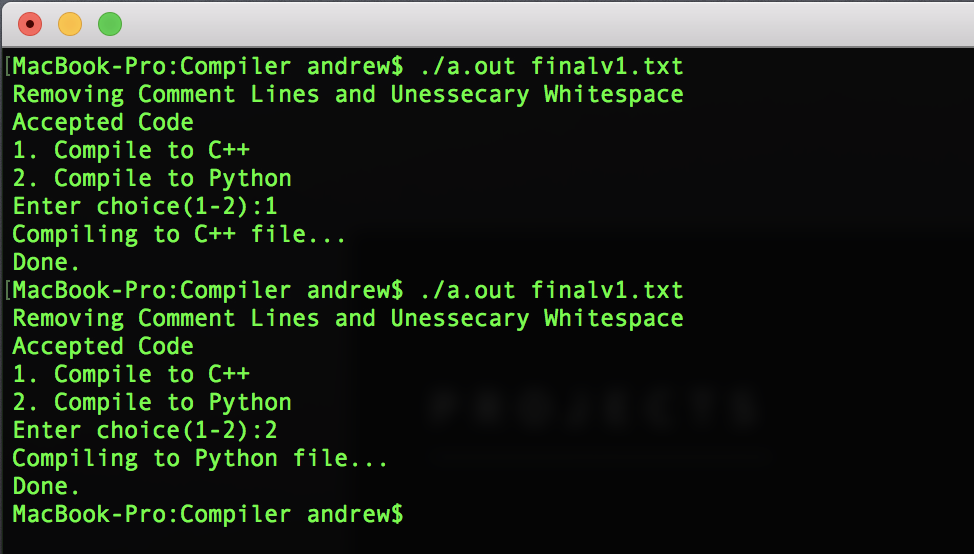 [MacBook-Pro:Compiler andrew$ ./a.out finalv1.txt
Removing Comment Lines and Unessecary Whitespace
Accepted Code
1. Compile to C++
2. Compile to Python
Enter choice(1-2):1
Compiling to C++ file...
Done.
[MacBook-Pro:Compiler andrew$ ./a.out finalv1.txt
Removing Comment Lines and Unessecary Whitespace
Accepted Code
1. Compile to C++
2. Compile to Python
Enter choice(1-2):2
Compiling to Python file...
Done.
MacBook-Pro:Compiler andrew$
PROJECTS